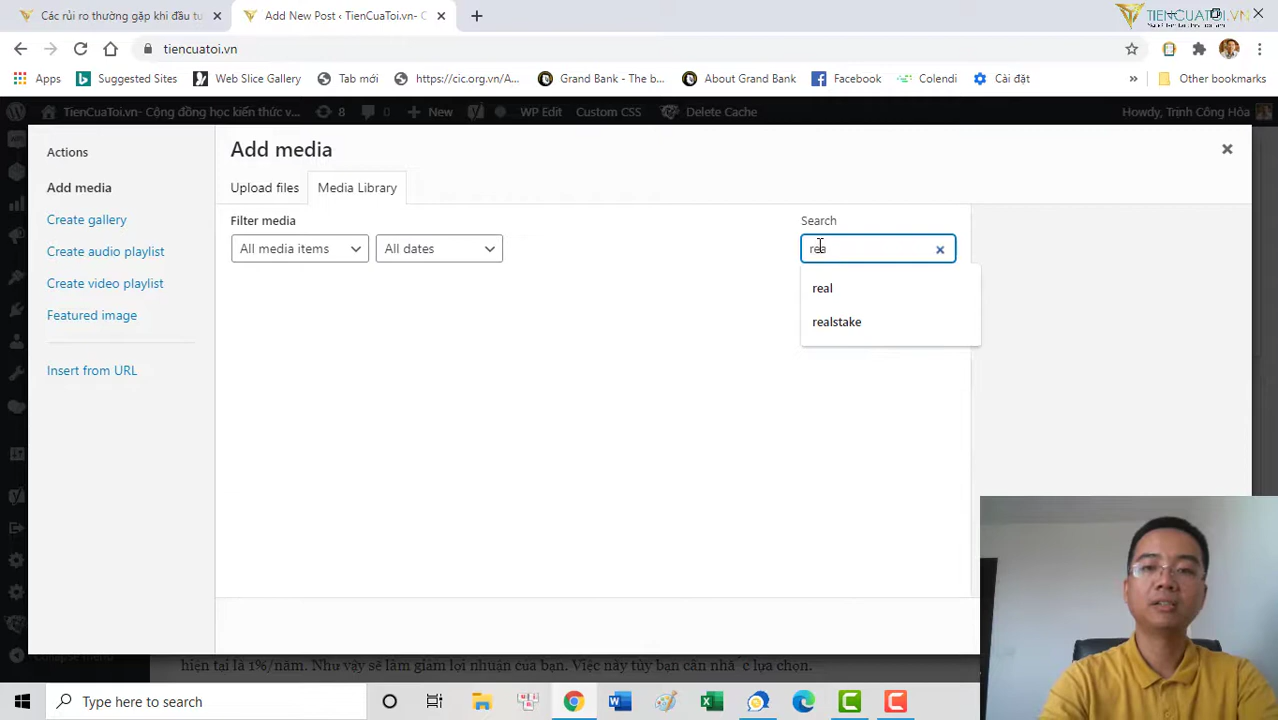 Các rủi ro thường gặp khi đầu tư
Add New Post ‹ TienCuaToi.vn- C
TIENCUATOI.VN
tiencuatoi.vn
Apps
Suggested Sites
Web Slice Gallery
Tab mới
https://cic.org.vn/A...
Grand Bank - The b...
About Grand Bank
Facebook
Colendi
Cài đặt
Other bookmarks
TienCuaToi.vn- Cộng đồng học kiến thức v...
8
0
New
WP Edit
Custom CSS
Delete Cache
Howdy, Trịnh Công Hòa
Actions
Add media
Create gallery
Create audio playlist
Create video playlist
Featured image
Insert from URL
Add media
Upload files
Media Library
Filter media
All media items
All dates
Search
rea
real
realstake
Collapse menu
hiện tại là 1%/năm. Như vậy sẽ làm giảm lợi nhuận của bạn. Việc này tùy bạn cân nhắc lựa chọn.
Type here to search